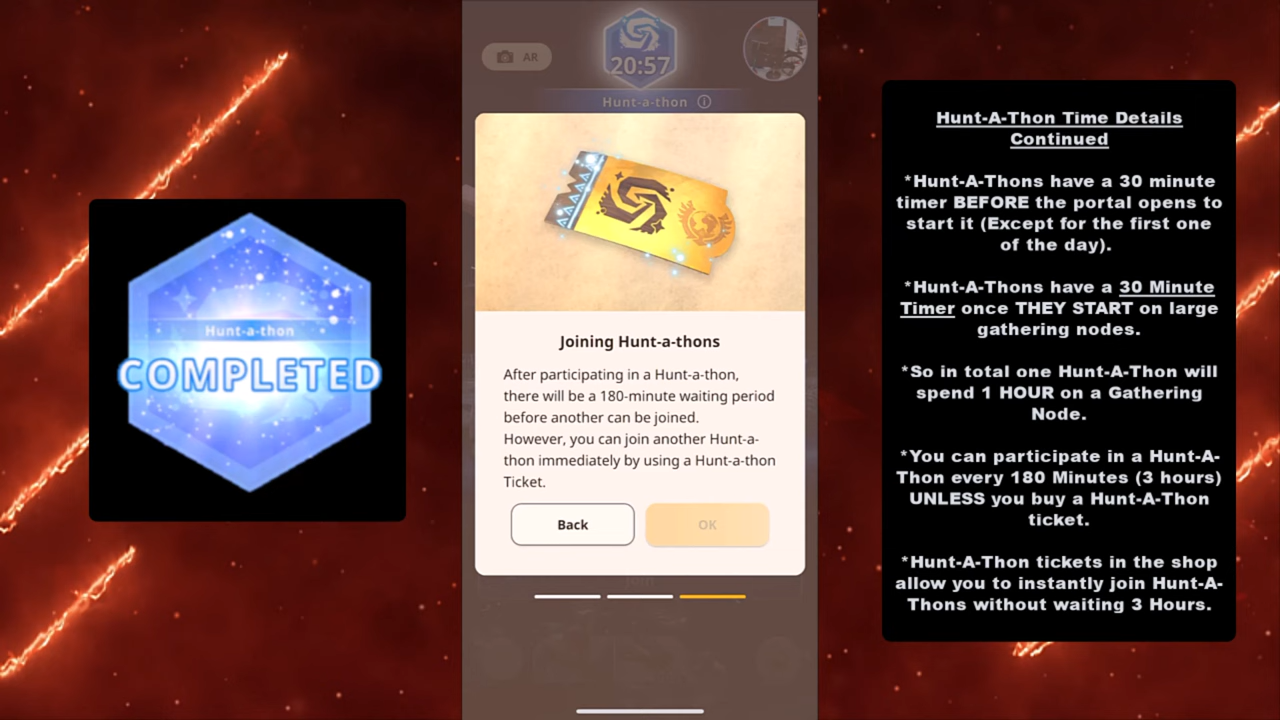 Hunt-a-thon
COMPLETED
AR
20:57
Hunt-a-thon
Joining Hunt-a-thons
After participating in a Hunt-a-thon,
there will be a 180-minute waiting period
before another can be joined.
However, you can join another Hunt-a-
thon immediately by using a Hunt-a-thon
Ticket.
Back
OK
Hunt-A-Thon Time Details
Continued
*Hunt-A-Thons have a 30 minute
timer BEFORE the portal opens to
start it (Except for the first one
of the day).
*Hunt-A-Thons have a 30 Minute
Timer once THEY START on large
gathering nodes.
*So in total one Hunt-A-Thon will
spend 1 HOUR on a Gathering
Node.
*You can participate in a Hunt-A-
Thon every 180 Minutes (3 hours)
UNLESS you buy a Hunt-A-Thon
ticket.
*Hunt-A-Thon tickets in the shop
allow you to instantly join Hunt-A-
Thons without waiting 3 Hours.